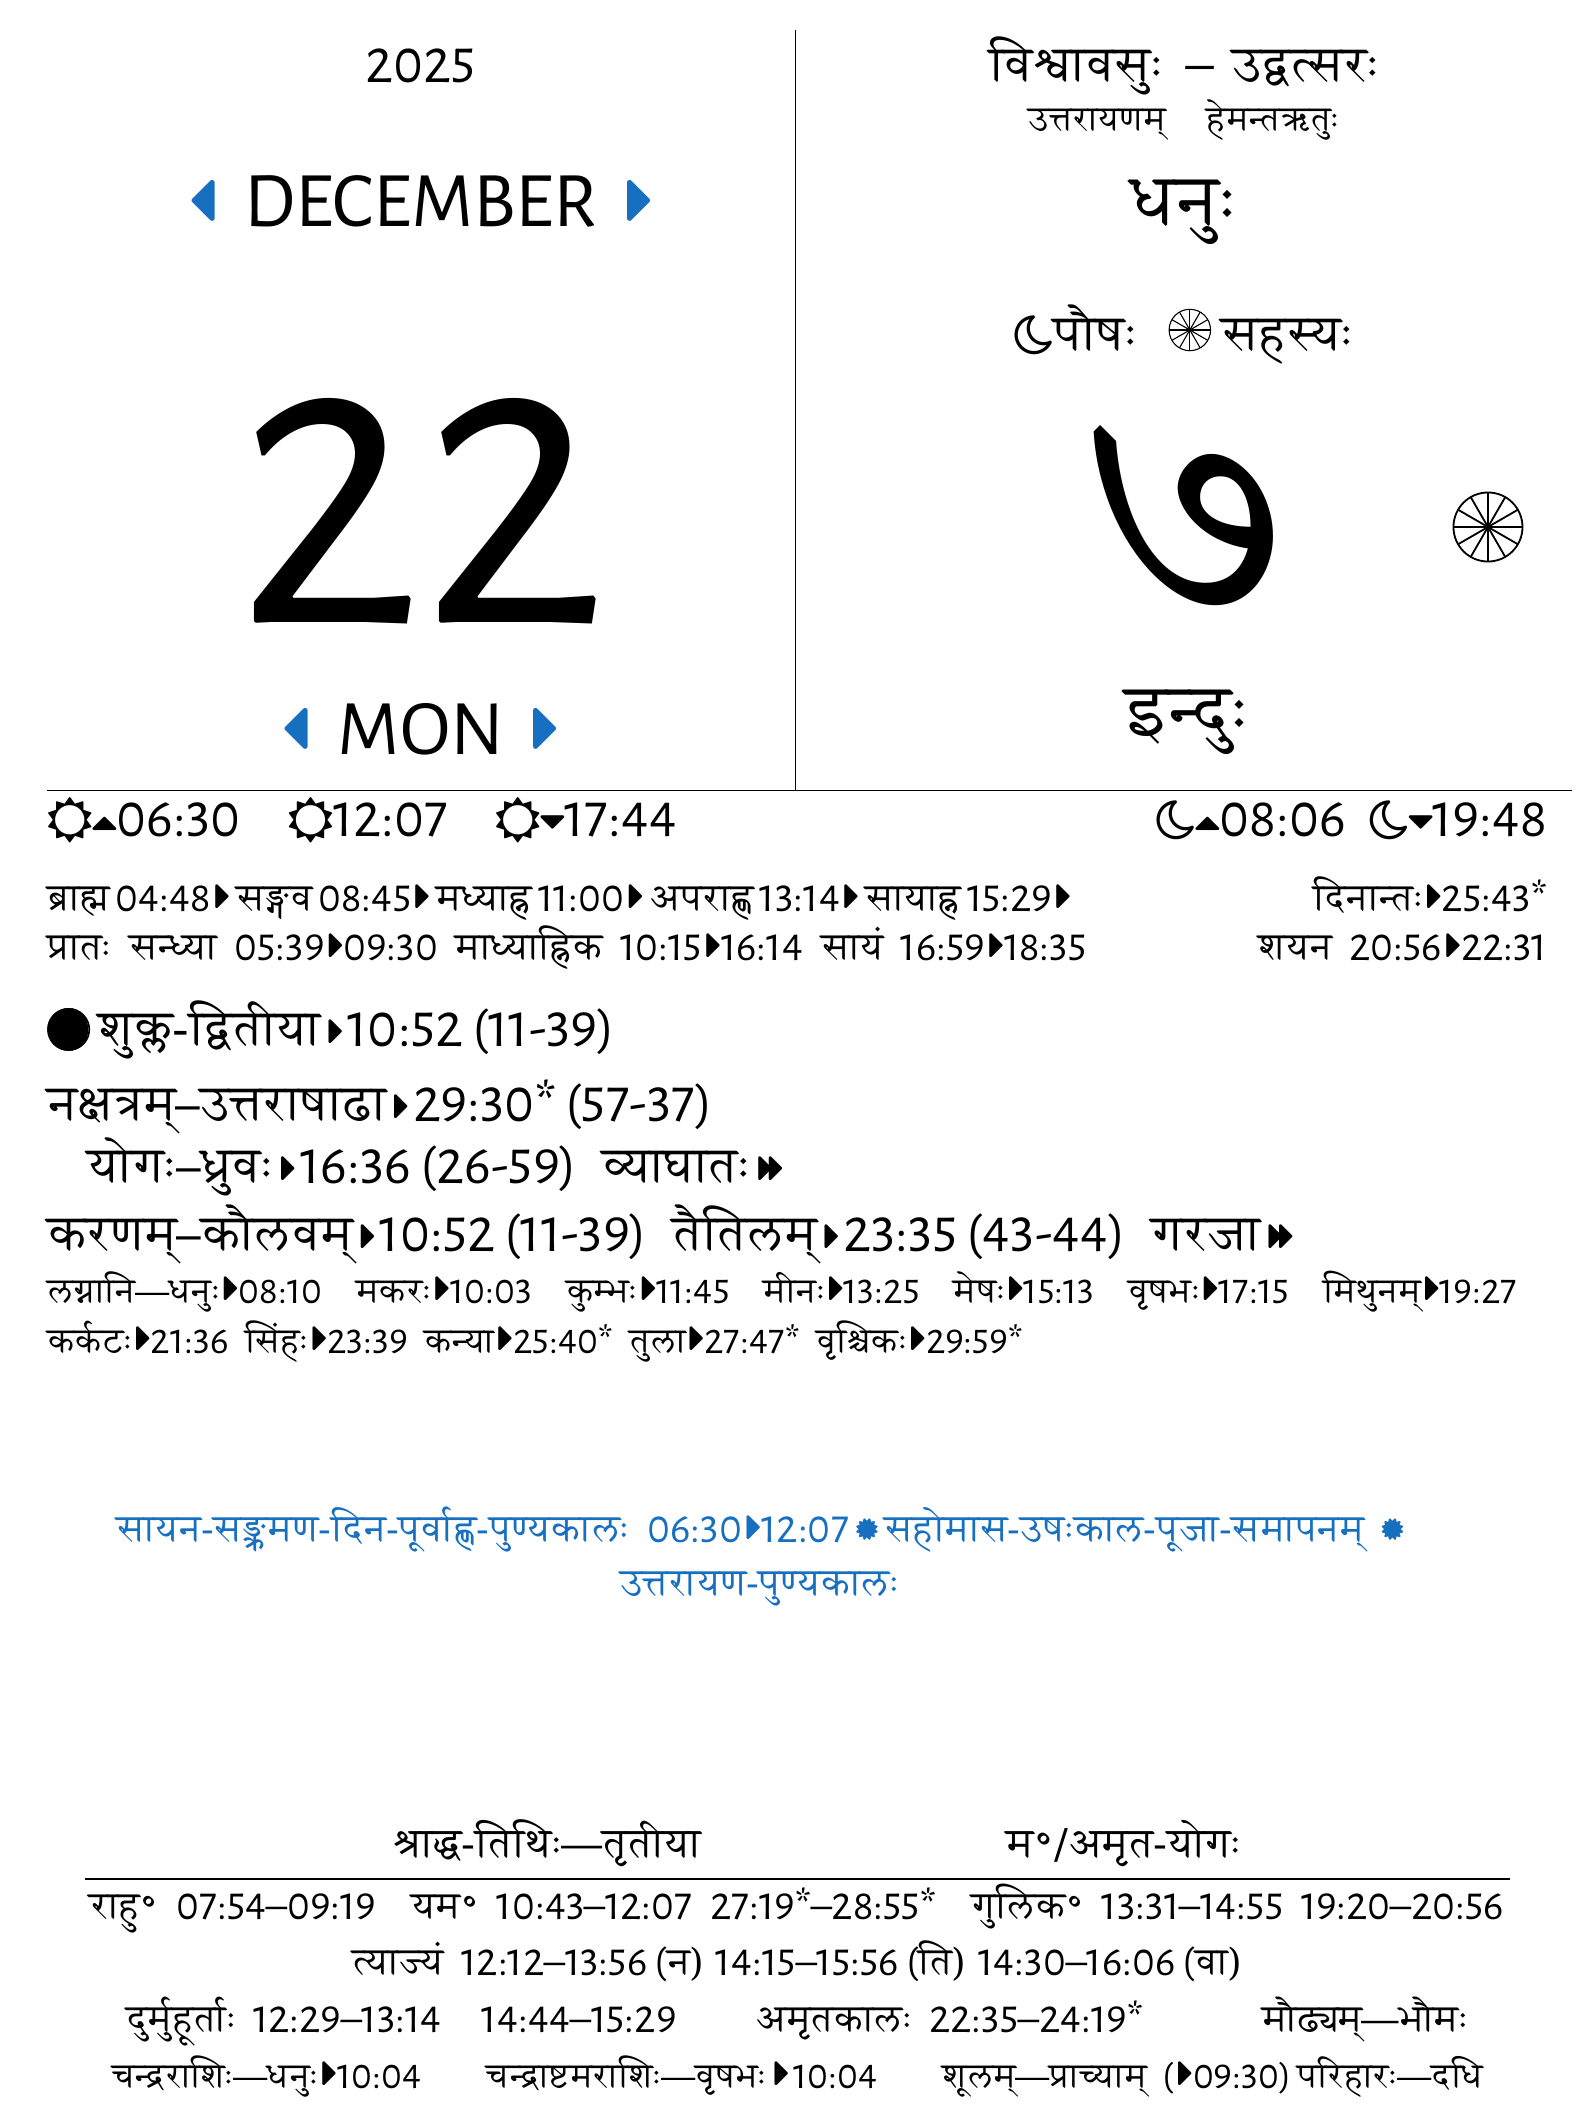 2025
DECEMBER
22
MON
विश्वावसुः – उद्वत्सरः
उत्तरायणम् हेमन्तऋतुः
धनुः
पौषः सहस्यः
७
इन्दुः
06:30 12:07 17:44 08:06 19:48
ब्राह्म 04:48 सङ्गव 08:45 मध्याह्न 11:00 अपराह्ण 13:14 सायाह्न 15:29 दिनान्तः 25:43*
प्रातः सन्ध्या 05:39 09:30 माध्याह्निक 10:15 16:14 सायं 16:59 18:35 शयन 20:56 22:31
शुक्ल-द्वितीया 10:52 (11-39)
नक्षत्रम्–उत्तराषाढा 29:30* (57-37)
योगः–ध्रुवः 16:36 (26-59) व्याघातः
करणम्–कौलवम् 10:52 (11-39) तैतिलम् 23:35 (43-44) गरजा
लग्नानि—धनुः 08:10 मकरः 10:03 कुम्भः 11:45 मीनः 13:25 मेषः 15:13 वृषभः 17:15 मिथुनम् 19:27
कर्कटः 21:36 सिंहः 23:39 कन्या 25:40* तुला 27:47* वृश्चिकः 29:59*
सायन-सङ्क्रमण-दिन-पूर्वाह्ण-पुण्यकालः 06:30 12:07 सहोमास-उषःकाल-पूजा-समापनम्
उत्तरायण-पुण्यकालः
श्राद्ध-तिथिः—तृतीया म॰/अमृत-योगः
राहु॰ 07:54–09:19 यम॰ 10:43–12:07 27:19*–28:55* गुलिक॰ 13:31–14:55 19:20–20:56
त्याज्यं 12:12–13:56 (न) 14:15–15:56 (ति) 14:30–16:06 (वा)
दुर्मुहूर्ताः 12:29–13:14 14:44–15:29 अमृतकालः 22:35–24:19* मौढ्यम्—भौमः
चन्द्रराशिः—धनुः 10:04 चन्द्राष्टमराशिः—वृषभः 10:04 शूलम्—प्राच्याम् (09:30) परिहारः—दधि